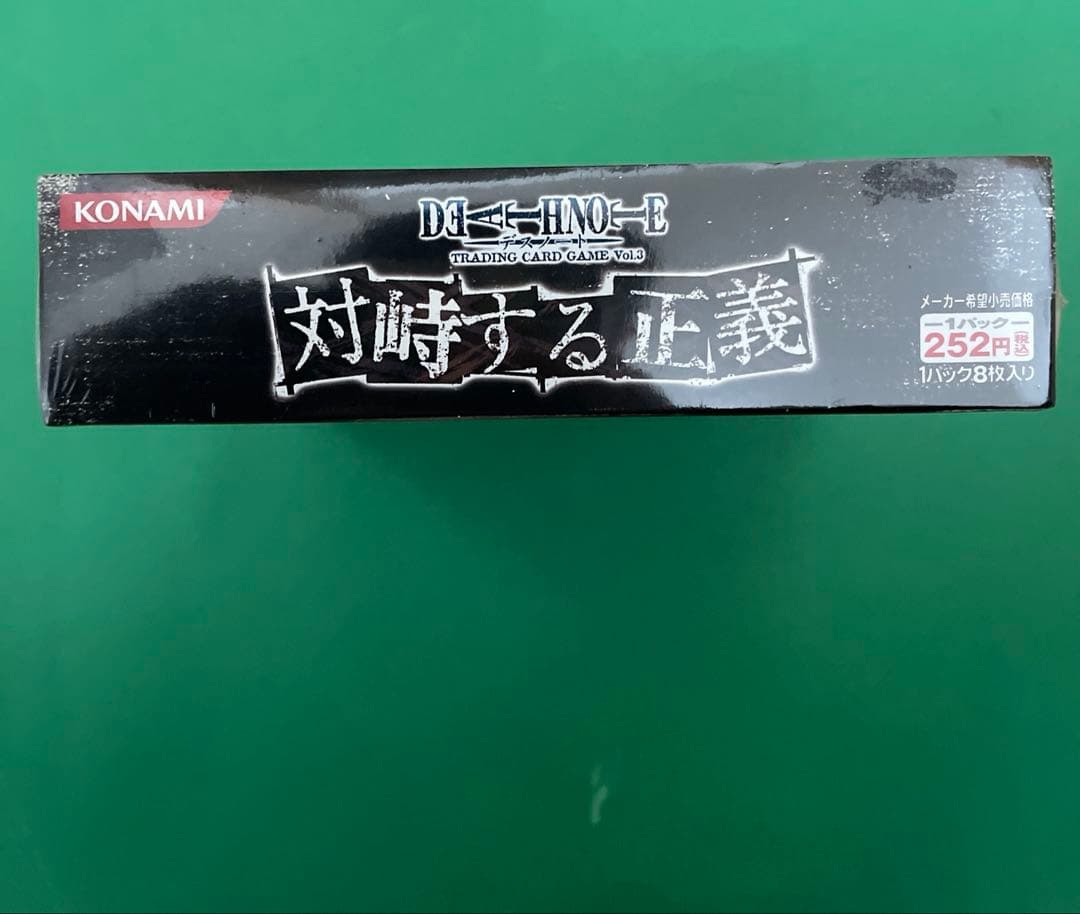 KONAMI
DEATH NOTE
デスノート
TRADING CARD GAME Vol.3
対峙する正義
メーカー希望小売価格
1パック
252円 税込
1パック8枚入り